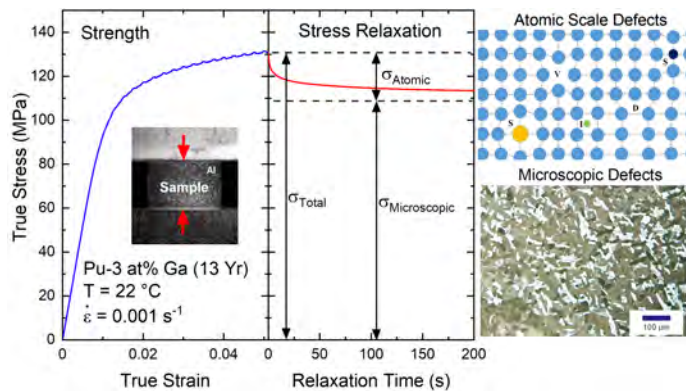 Strength
Stress Relaxation
Atomic Scale Defects
True Stress (MPa)
140
120
100
80
60
40
20
0
Al
Sample
Pu-3 at% Ga (13 Yr)
T = 22 °C
ε̇ = 0.001 s⁻¹
0.00
0.02
0.04
True Strain
σAtomic
σTotal
σMicroscopic
0
50
100
150
200
Relaxation Time (s)
S
V
D
I
S
Microscopic Defects
100 μm